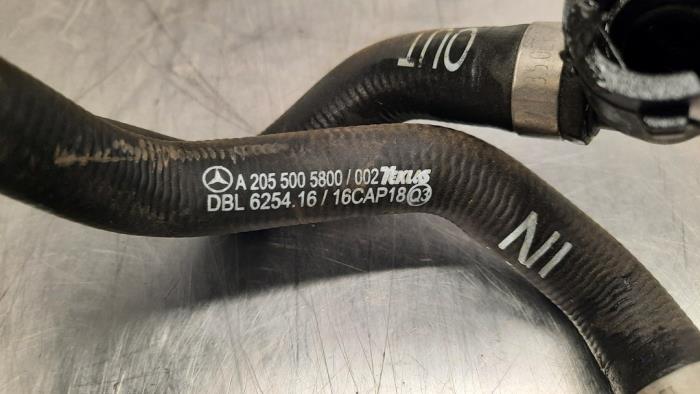 OUT
A 205 500 5800 / 002 TEKLAS
DBL 6254.16 / 16CAP18 Q3
IN